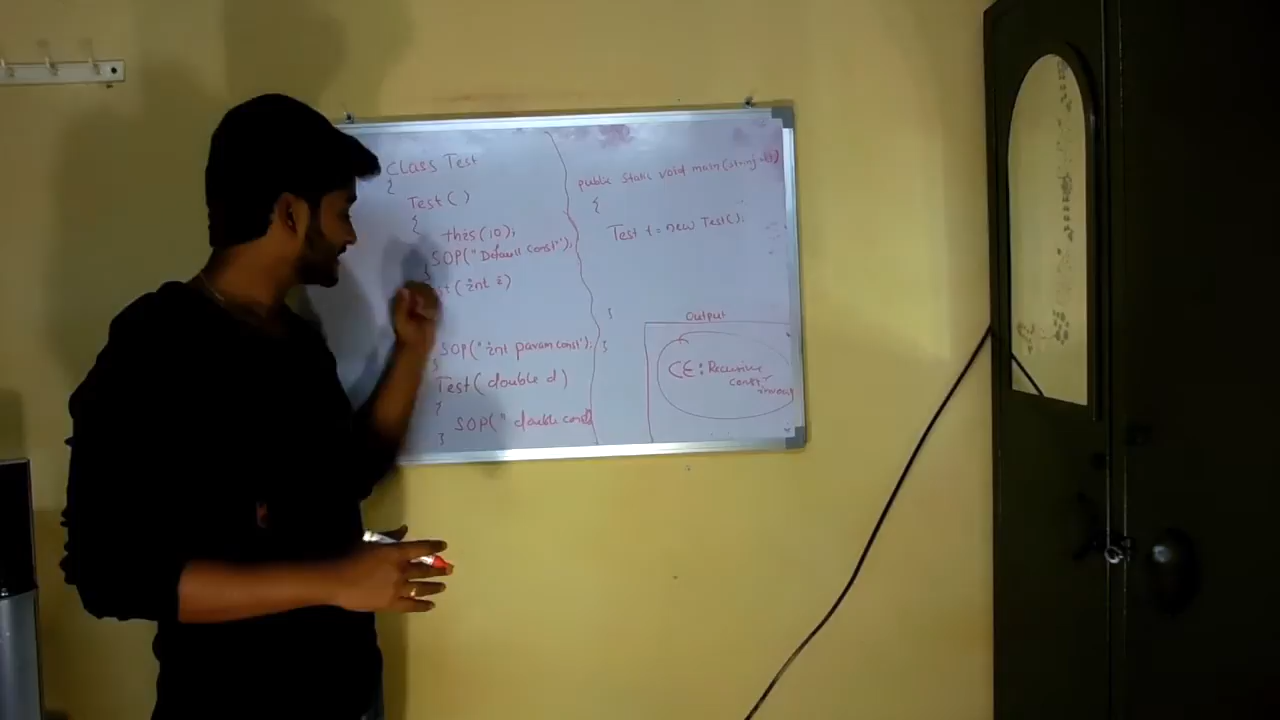 Class Test
{
Test()
{
this(10);
SOP("Default const");
}
st(int i)
SOP("int param const");
}
Test(double d)
{
SOP(" double const
}
public static void main(
{
Test t = new Test();
}
}
Output
CE: Recursive
const